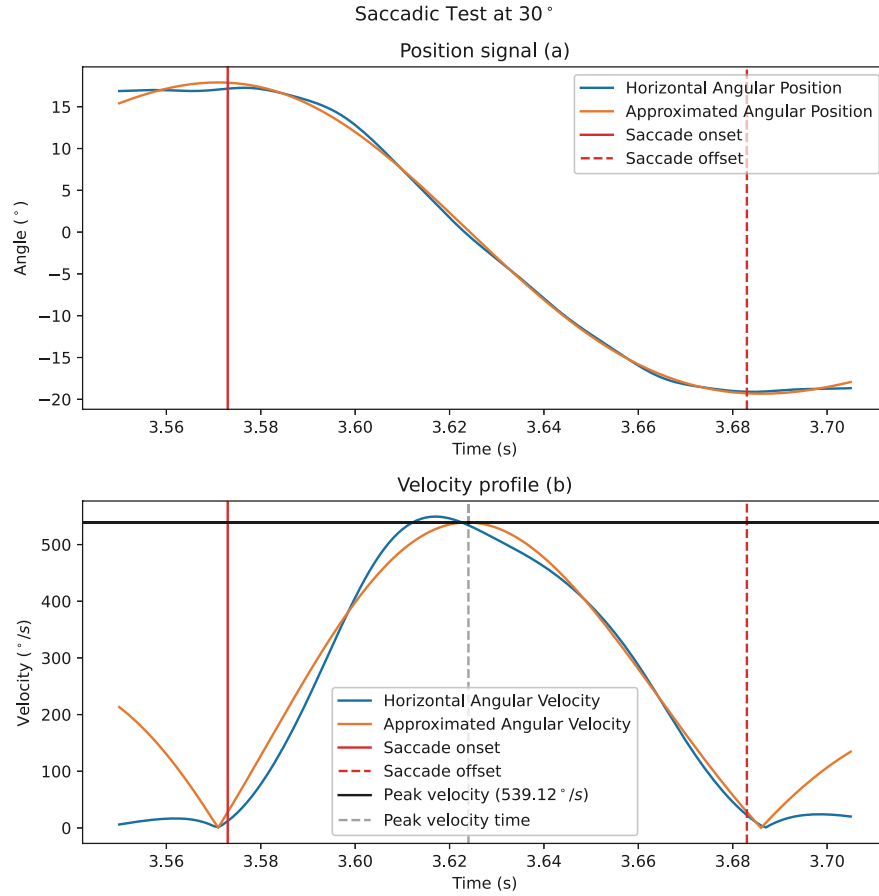 Saccadic Test at 30°
Position signal (a)
Horizontal Angular Position
Approximated Angular Position
Saccade onset
Saccade offset
Angle (°)
15
10
5
0
−5
−10
−15
−20
3.56 3.58 3.60 3.62 3.64 3.66 3.68 3.70
Time (s)
Velocity profile (b)
Velocity (°/s)
500
400
300
200
100
0
Horizontal Angular Velocity
Approximated Angular Velocity
Saccade onset
Saccade offset
Peak velocity (539.12°/s)
Peak velocity time
3.56 3.58 3.60 3.62 3.64 3.66 3.68 3.70
Time (s)